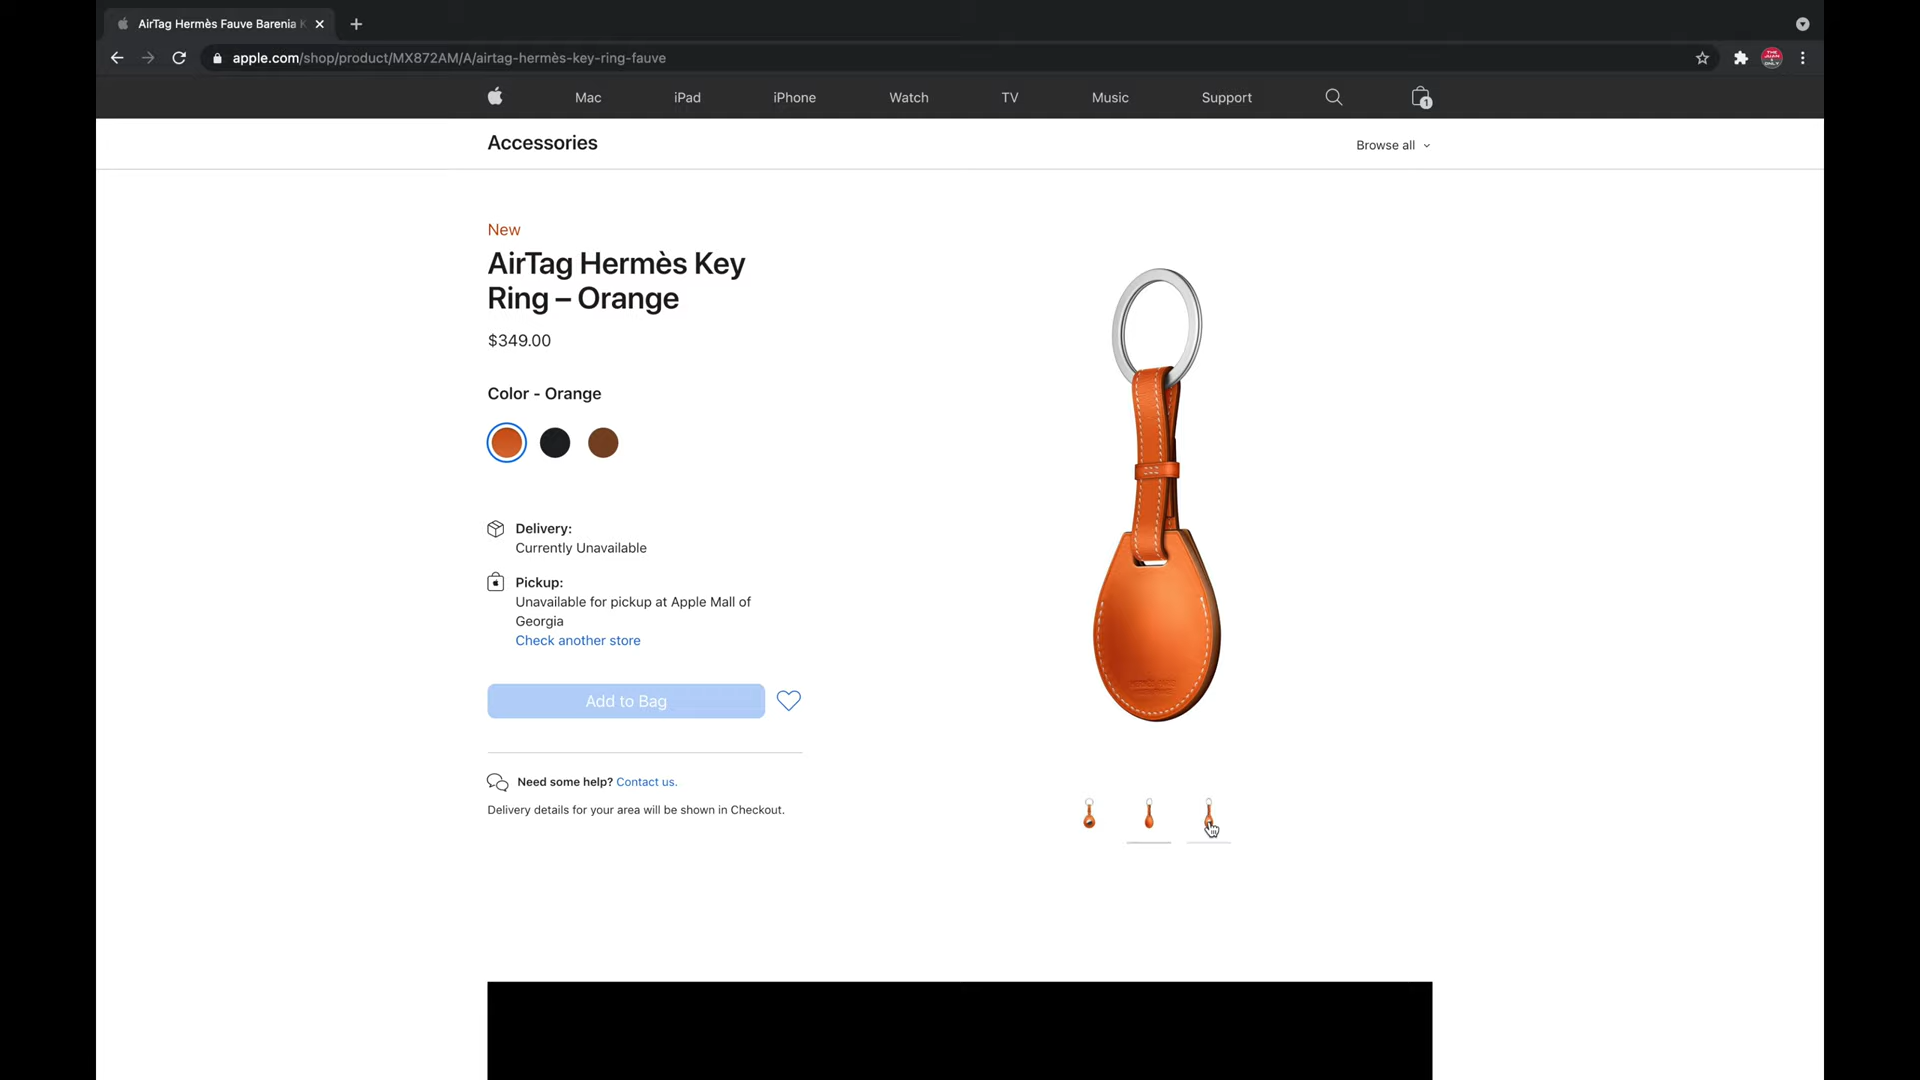 AirTag Hermès Fauve Barenia K
apple.com/shop/product/MX872AM/A/airtag-hermès-key-ring-fauve
Mac iPad iPhone Watch TV Music Support
1
Accessories
Browse all
New
AirTag Hermès Key
Ring – Orange
$349.00
Color - Orange
Delivery:
Currently Unavailable
Pickup:
Unavailable for pickup at Apple Mall of
Georgia
Check another store
Add to Bag
Need some help? Contact us.
Delivery details for your area will be shown in Checkout.